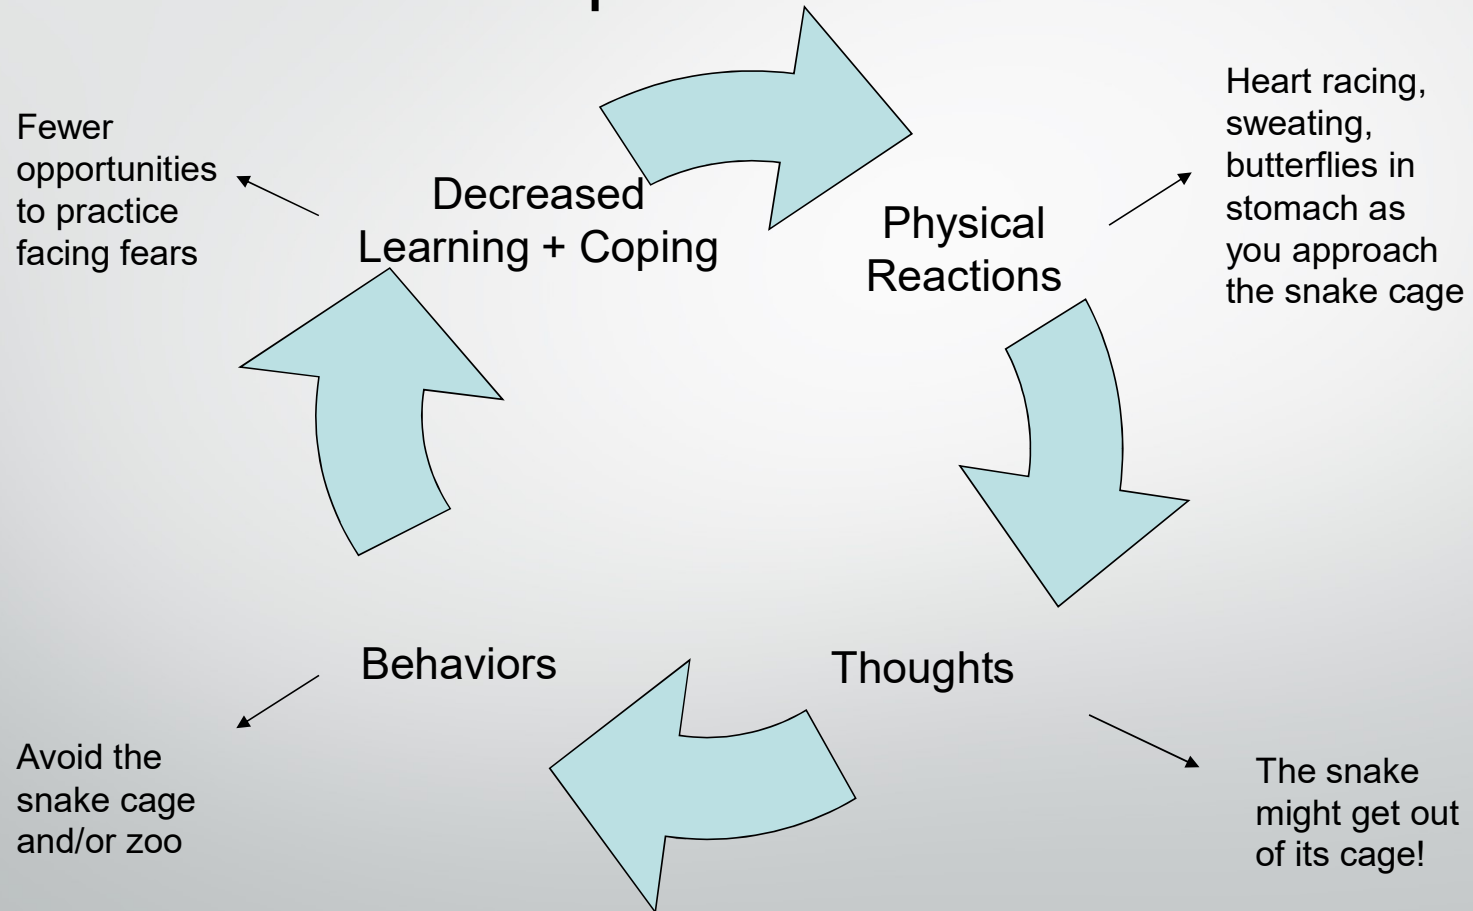 Fewer
opportunities
to practice
facing fears
Decreased
Learning + Coping
Physical
Reactions
Heart racing,
sweating,
butterflies in
stomach as
you approach
the snake cage
Behaviors
Thoughts
Avoid the
snake cage
and/or zoo
The snake
might get out
of its cage!